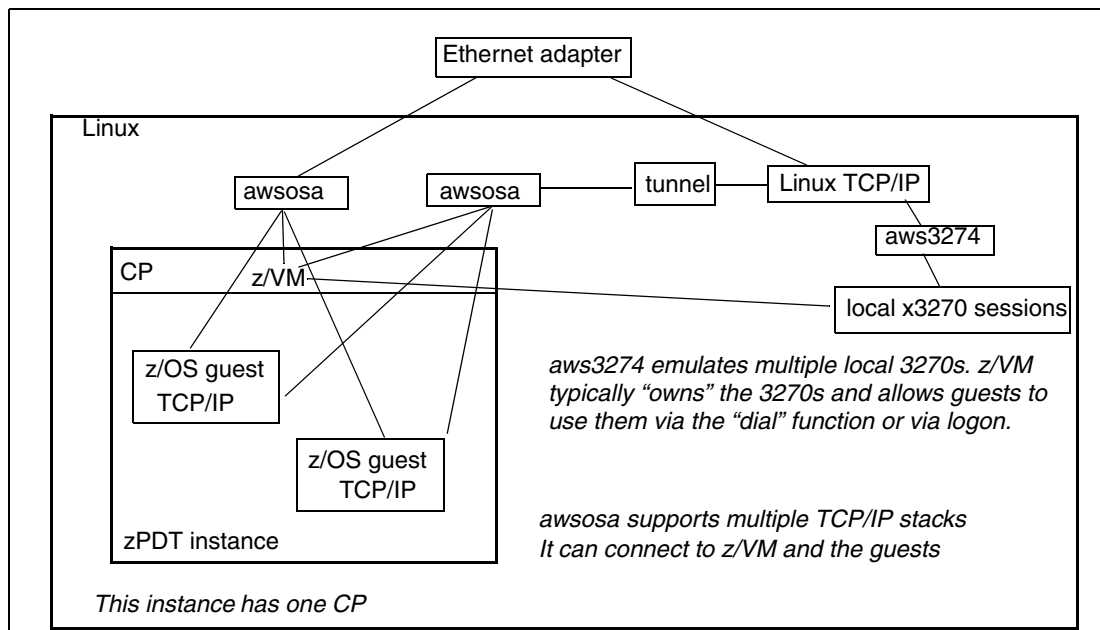 Ethernet adapter
Linux
awsosa
awsosa
tunnel
Linux TCP/IP
aws3274
CP
z/VM
local x3270 sessions
z/OS guest
TCP/IP
aws3274 emulates multiple local 3270s. z/VM
typically “owns” the 3270s and allows guests to
use them via the “dial” function or via logon.
z/OS guest
TCP/IP
awsosa supports multiple TCP/IP stacks
It can connect to z/VM and the guests
zPDT instance
This instance has one CP